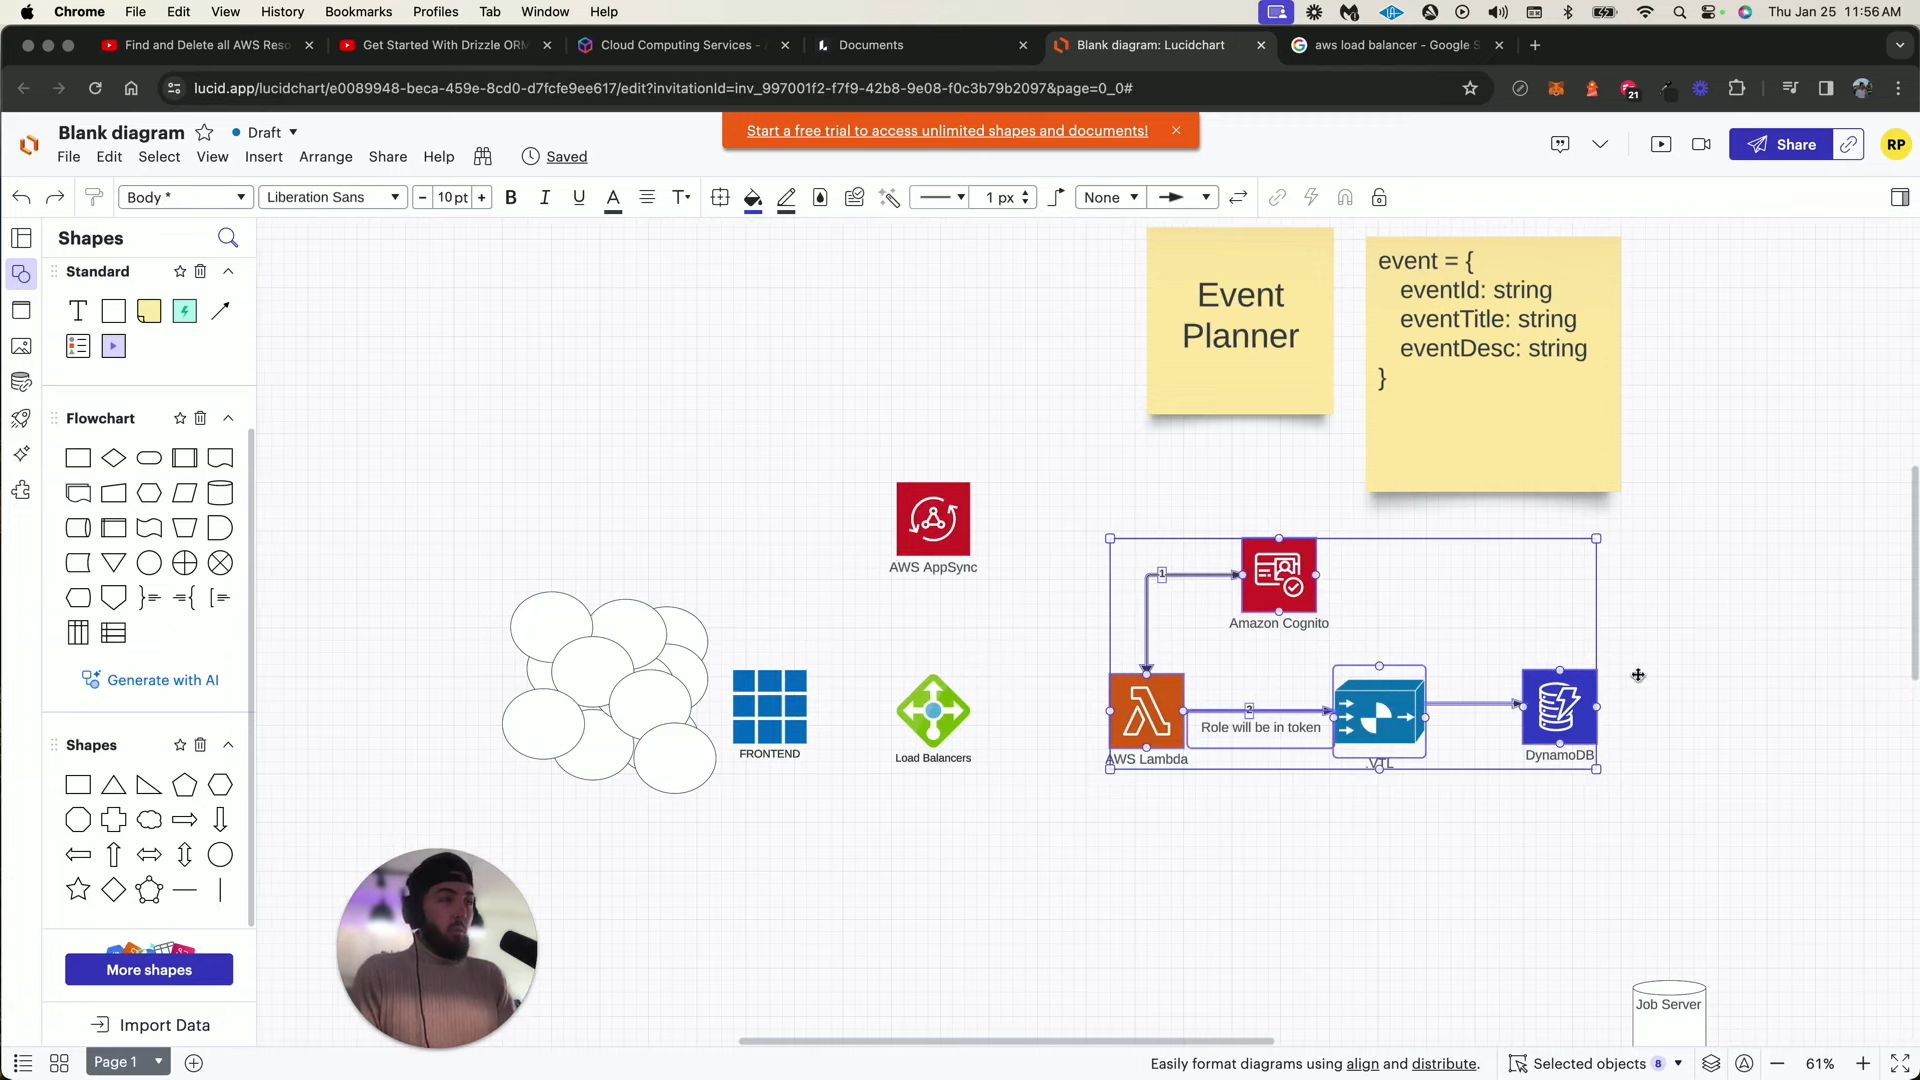 Chrome File Edit View History Bookmarks Profiles Tab Window Help Thu Jan 25 11:56 AM
Find and Delete all AWS Reso
Get Started With Drizzle ORM
Cloud Computing Services - A
Documents
Blank diagram: Lucidchart
aws load balancer - Google S
lucid.app/lucidchart/e0089948-beca-459e-8cd0-d7fcfe9ee617/edit?invitationId=inv_997001f2-f7f9-42b8-9e08-f0c3b79b2097&page=0_0#
21
Blank diagram Draft
Start a free trial to access unlimited shapes and documents!
File Edit Select View Insert Arrange Share Help Saved
Share
RP
Body * Liberation Sans 10 pt B I U A T 1 px None
Shapes
Standard
T
Flowchart
Generate with AI
Shapes
More shapes
Import Data
Event
Planner
event = {
eventId: string
eventTitle: string
eventDesc: string
}
AWS AppSync
1
Amazon Cognito
FRONTEND
Load Balancers
2
Role will be in token
AWS Lambda
.VTL
DynamoDB
Job Server
Page 1
Easily format diagrams using align and distribute.
Selected objects 8
61%